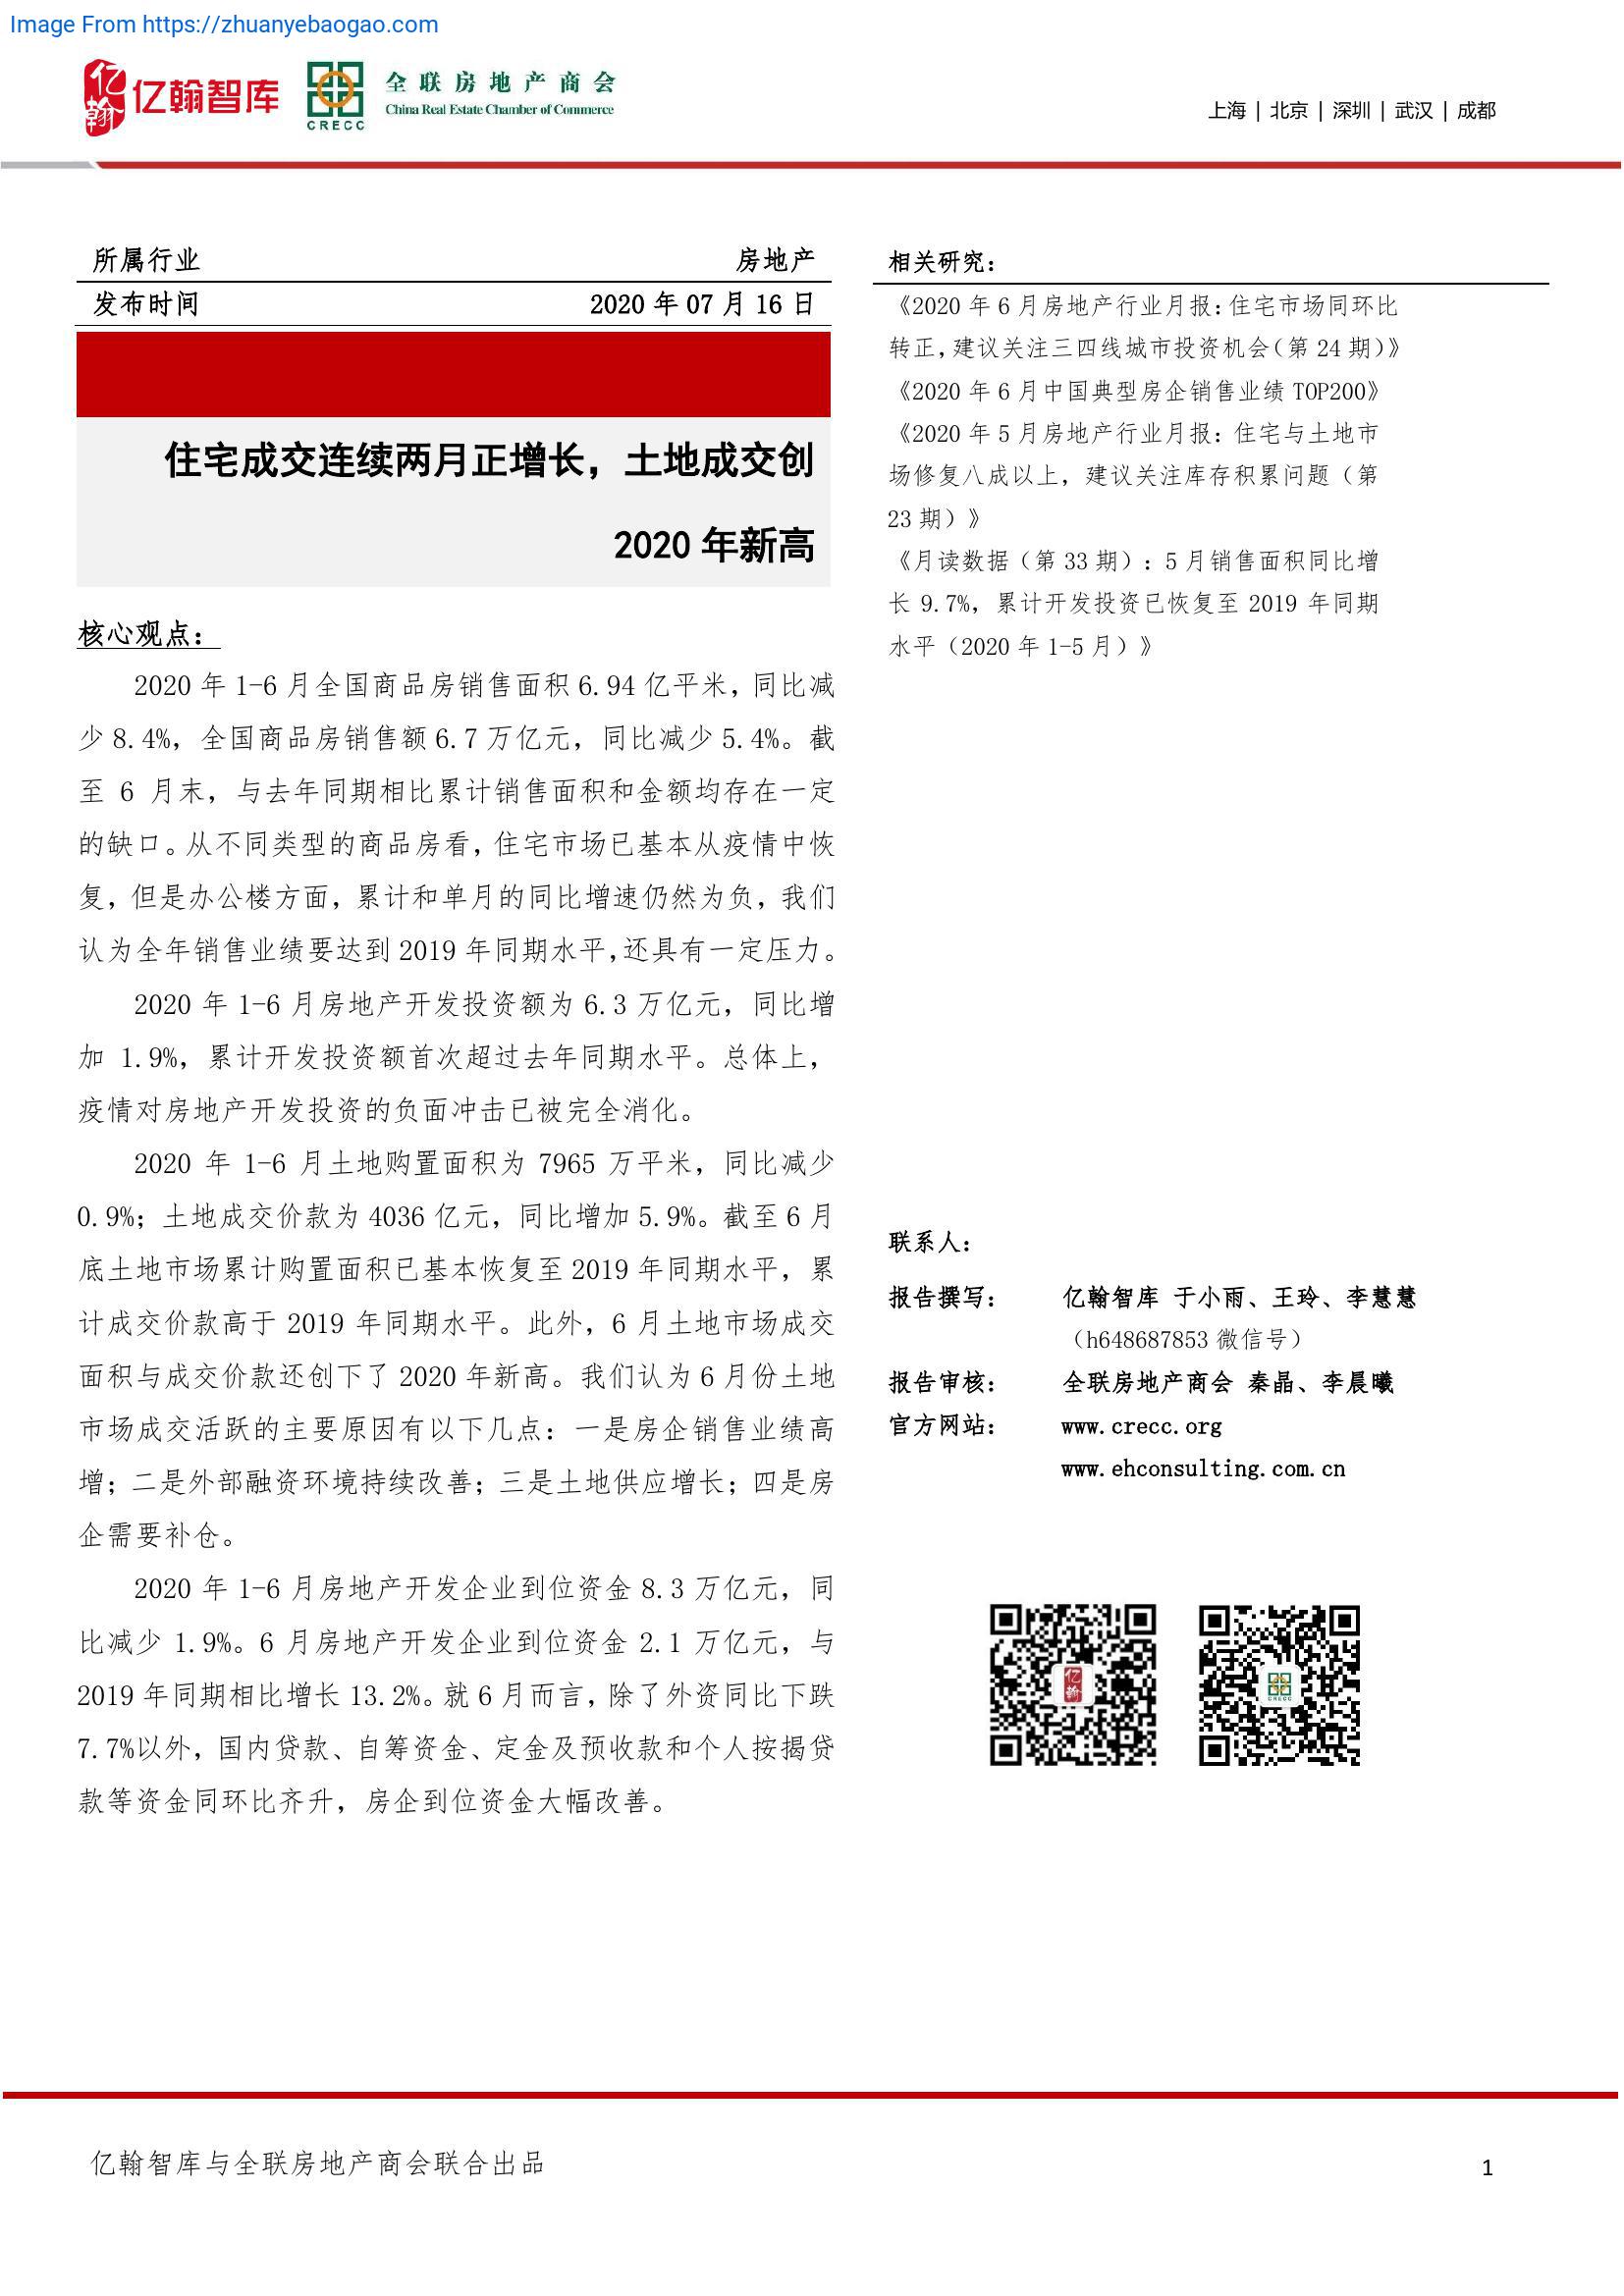 Image From https://zhuanyebaogao.com
亿翰
亿翰智库
CRECC
全联房地产商会
China Real Estate Chamber of Commerce
上海 | 北京 | 深圳 | 武汉 | 成都
所属行业 房地产
发布时间 2020 年 07 月 16 日
住宅成交连续两月正增长，土地成交创
2020 年新高
核心观点：
2020 年 1-6 月全国商品房销售面积 6.94 亿平米，同比减
少 8.4%，全国商品房销售额 6.7 万亿元，同比减少 5.4%。截
至 6 月末，与去年同期相比累计销售面积和金额均存在一定
的缺口。从不同类型的商品房看，住宅市场已基本从疫情中恢
复，但是办公楼方面，累计和单月的同比增速仍然为负，我们
认为全年销售业绩要达到 2019 年同期水平，还具有一定压力。
2020 年 1-6 月房地产开发投资额为 6.3 万亿元，同比增
加 1.9%，累计开发投资额首次超过去年同期水平。总体上，
疫情对房地产开发投资的负面冲击已被完全消化。
2020 年 1-6 月土地购置面积为 7965 万平米，同比减少
0.9%；土地成交价款为 4036 亿元，同比增加 5.9%。截至 6 月
底土地市场累计购置面积已基本恢复至 2019 年同期水平，累
计成交价款高于 2019 年同期水平。此外，6 月土地市场成交
面积与成交价款还创下了 2020 年新高。我们认为 6 月份土地
市场成交活跃的主要原因有以下几点：一是房企销售业绩高
增；二是外部融资环境持续改善；三是土地供应增长；四是房
企需要补仓。
2020 年 1-6 月房地产开发企业到位资金 8.3 万亿元，同
比减少 1.9%。6 月房地产开发企业到位资金 2.1 万亿元，与
2019 年同期相比增长 13.2%。就 6 月而言，除了外资同比下跌
7.7%以外，国内贷款、自筹资金、定金及预收款和个人按揭贷
款等资金同环比齐升，房企到位资金大幅改善。
相关研究：
《2020 年 6 月房地产行业月报：住宅市场同环比
转正，建议关注三四线城市投资机会（第 24 期）》
《2020 年 6 月中国典型房企销售业绩 TOP200》
《2020 年 5 月房地产行业月报：住宅与土地市
场修复八成以上，建议关注库存积累问题（第
23 期）》
《月读数据（第 33 期）：5 月销售面积同比增
长 9.7%，累计开发投资已恢复至 2019 年同期
水平（2020 年 1-5 月）》
联系人：
报告撰写： 亿翰智库 于小雨、王玲、李慧慧
（h648687853 微信号）
报告审核： 全联房地产商会 秦晶、李晨曦
官方网站： www.crecc.org
www.ehconsulting.com.cn
亿翰
CRECC
亿翰智库与全联房地产商会联合出品
1